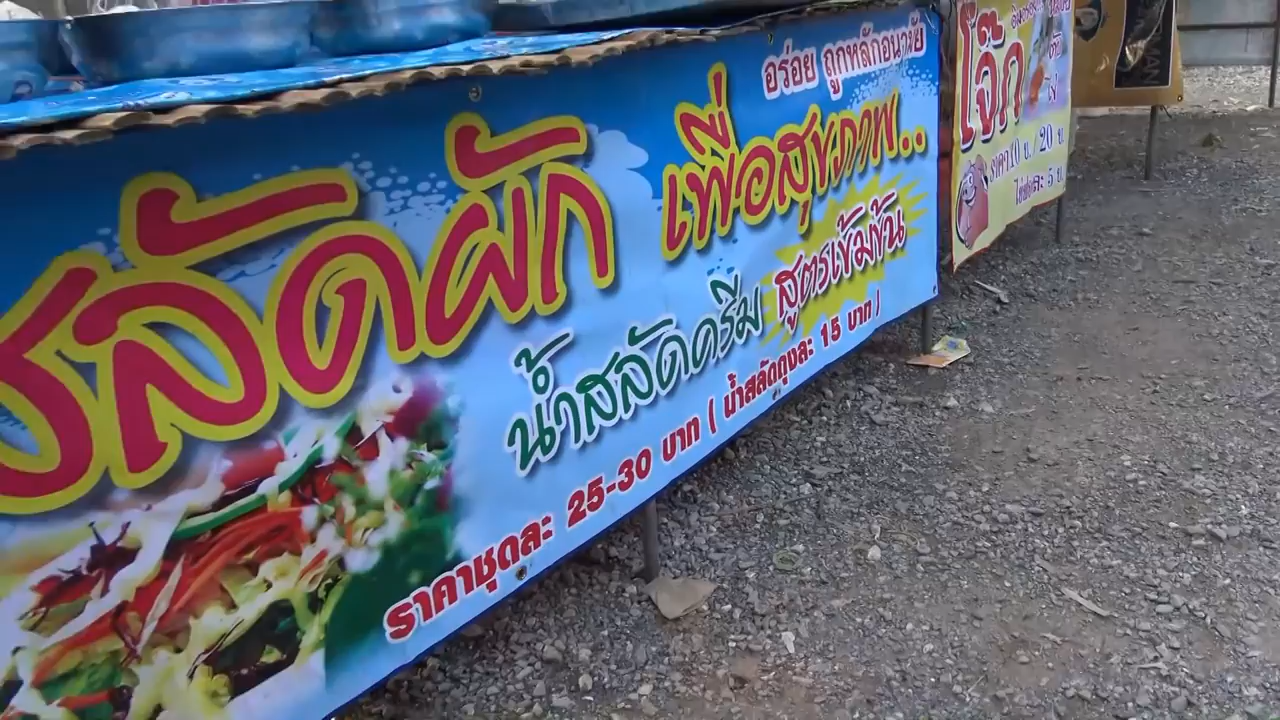 อร่อย ถูกหลักอนามัย
สลัดผัก เพื่อสุขภาพ..
น้ำสลัดครีม สูตรเข้มข้น
ราคาชุดละ 25-30 บาท ( น้ำสลัดถุงละ 15 บาท )
โจ๊ก
ราคา 10 บ./ 20 บ.
ไข่ฟองละ 5 บ.